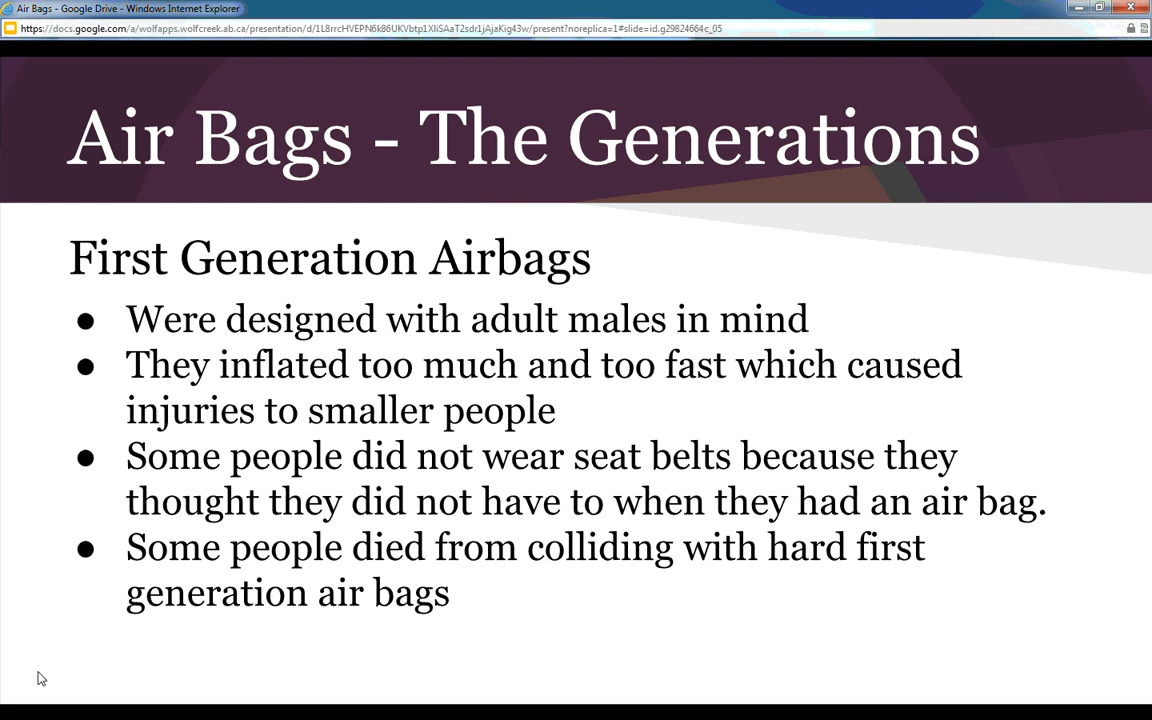 Air Bags - Google Drive - Windows Internet Explorer
https://docs.google.com/a/wolfapps.wolfcreek.ab.ca/presentation/d/1L8rrcHVEPN6k86UKVbtp1XIiSAaT2sdr1jAjaKig43w/present?noreplica=1#slide=id.g29824664c_05
Air Bags - The Generations
First Generation Airbags
● Were designed with adult males in mind
● They inflated too much and too fast which caused
injuries to smaller people
● Some people did not wear seat belts because they
thought they did not have to when they had an air bag.
● Some people died from colliding with hard first
generation air bags